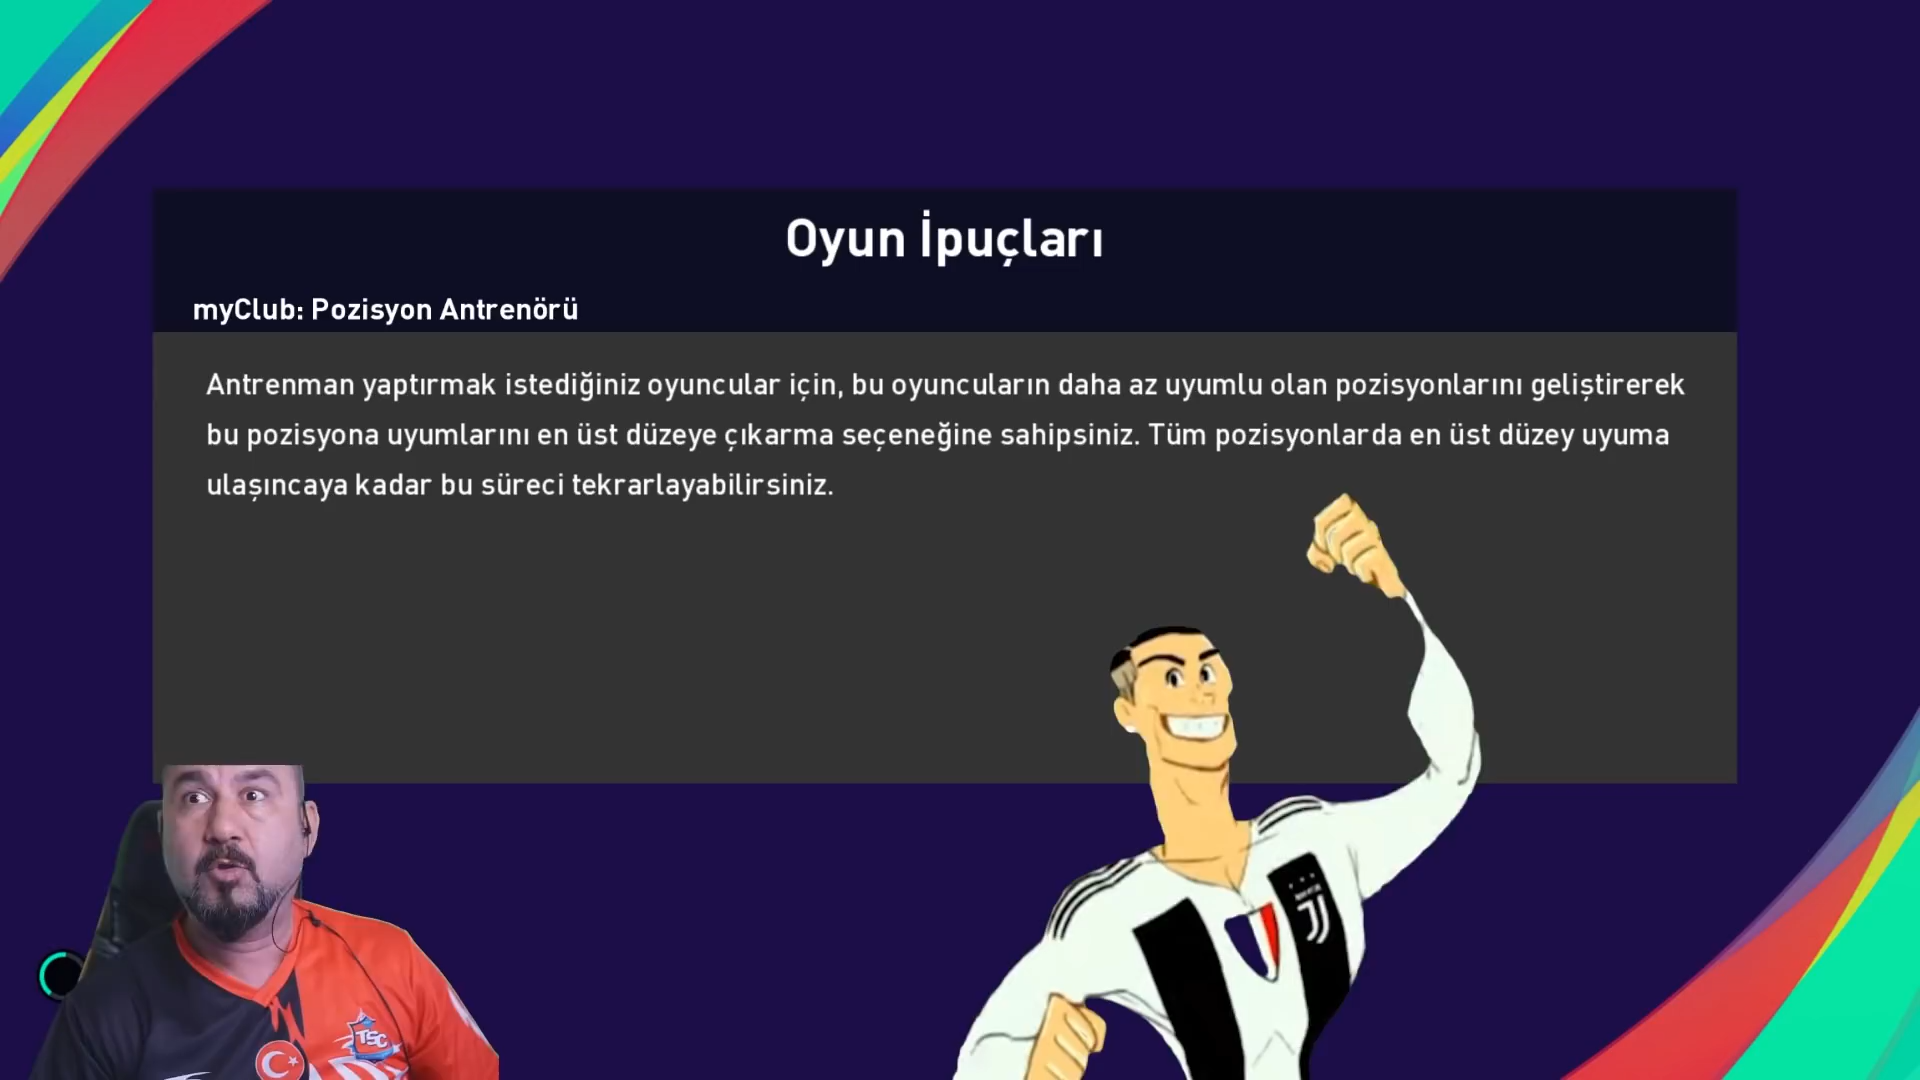 Oyun İpuçları
myClub: Pozisyon Antrenörü
Antrenman yaptırmak istediğiniz oyuncular için, bu oyuncuların daha az uyumlu olan pozisyonlarını geliştirerek
bu pozisyona uyumlarını en üst düzeye çıkarma seçeneğine sahipsiniz. Tüm pozisyonlarda en üst düzey uyuma
ulaşıncaya kadar bu süreci tekrarlayabilirsiniz.
TSC